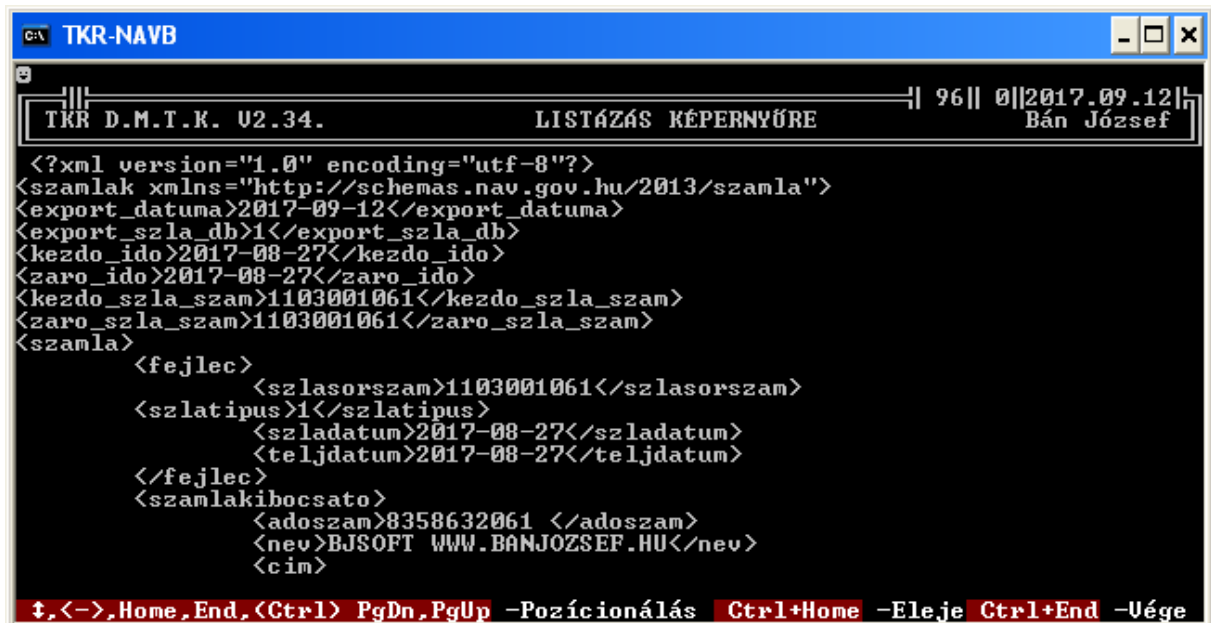 TKR-NAVB
96 0 2017.09.12
TKR D.M.T.K. V2.34. LISTÁZÁS KÉPERNYŐRE Bán József
<?xml version="1.0" encoding="utf-8"?>
<szamlak xmlns="http://schemas.nav.gov.hu/2013/szamla">
<export_datuma>2017-09-12</export_datuma>
<export_szla_db>1</export_szla_db>
<kezdo_ido>2017-08-27</kezdo_ido>
<zaro_ido>2017-08-27</zaro_ido>
<kezdo_szla_szam>1103001061</kezdo_szla_szam>
<zaro_szla_szam>1103001061</zaro_szla_szam>
<szamla>
<fejlec>
<szlasorszam>1103001061</szlasorszam>
<szlatipus>1</szlatipus>
<szladatum>2017-08-27</szladatum>
<teljdatum>2017-08-27</teljdatum>
</fejlec>
<szamlakibocsato>
<adoszam>8358632061 </adoszam>
<nev>BJSOFT WWW.BANJOZSEF.HU</nev>
<cim>
↕,<->,Home,End,(Ctrl) PgDn,PgUp -Pozícionálás Ctrl+Home -Eleje Ctrl+End -Vége